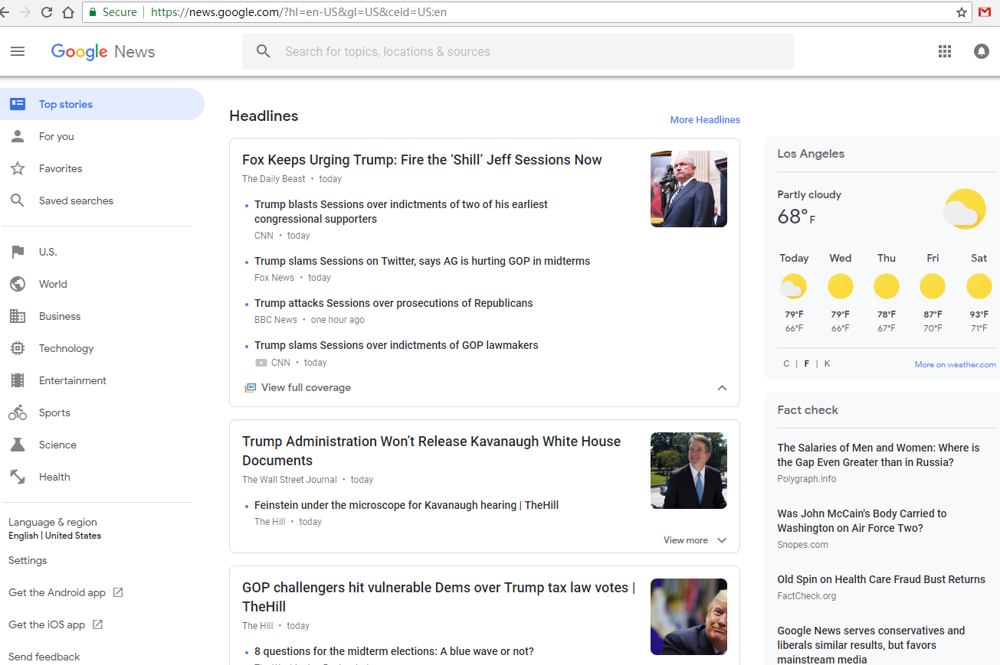 Secure https://news.google.com/?hl=en-US&gl=US&ceid=US:en
Google News
Search for topics, locations & sources
Top stories
For you
Favorites
Saved searches
U.S.
World
Business
Technology
Entertainment
Sports
Science
Health
Language & region
English | United States
Settings
Get the Android app
Get the iOS app
Send feedback
Headlines
More Headlines
Fox Keeps Urging Trump: Fire the ‘Shill’ Jeff Sessions Now
The Daily Beast • today
Trump blasts Sessions over indictments of two of his earliest
congressional supporters
CNN • today
Trump slams Sessions on Twitter, says AG is hurting GOP in midterms
Fox News • today
Trump attacks Sessions over prosecutions of Republicans
BBC News • one hour ago
Trump slams Sessions over indictments of GOP lawmakers
CNN • today
View full coverage
Trump Administration Won’t Release Kavanaugh White House
Documents
The Wall Street Journal • today
Feinstein under the microscope for Kavanaugh hearing | TheHill
The Hill • today
View more
GOP challengers hit vulnerable Dems over Trump tax law votes |
TheHill
The Hill • today
8 questions for the midterm elections: A blue wave or not?
Los Angeles
Partly cloudy
68° F
Today Wed Thu Fri Sat
79°F 79°F 78°F 87°F 93°F
66°F 66°F 67°F 70°F 71°F
C | F | K
More on weather.com
Fact check
The Salaries of Men and Women: Where is
the Gap Even Greater than in Russia?
Polygraph.info
Was John McCain's Body Carried to
Washington on Air Force Two?
Snopes.com
Old Spin on Health Care Fraud Bust Returns
FactCheck.org
Google News serves conservatives and
liberals similar results, but favors
mainstream media